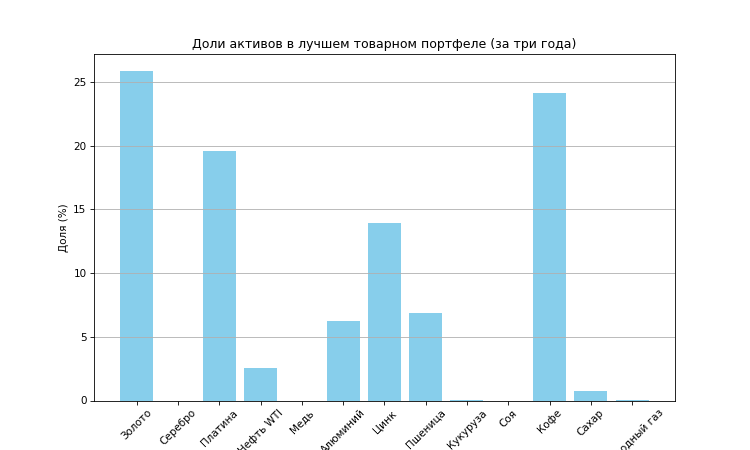 Доли активов в лучшем товарном портфеле (за три года)
Доля (%)
25
20
15
10
5
0
Золото
Серебро
Платина
Нефть WTI
Медь
Алюминий
Цинк
Пшеница
Кукуруза
Соя
Кофе
Сахар
газ